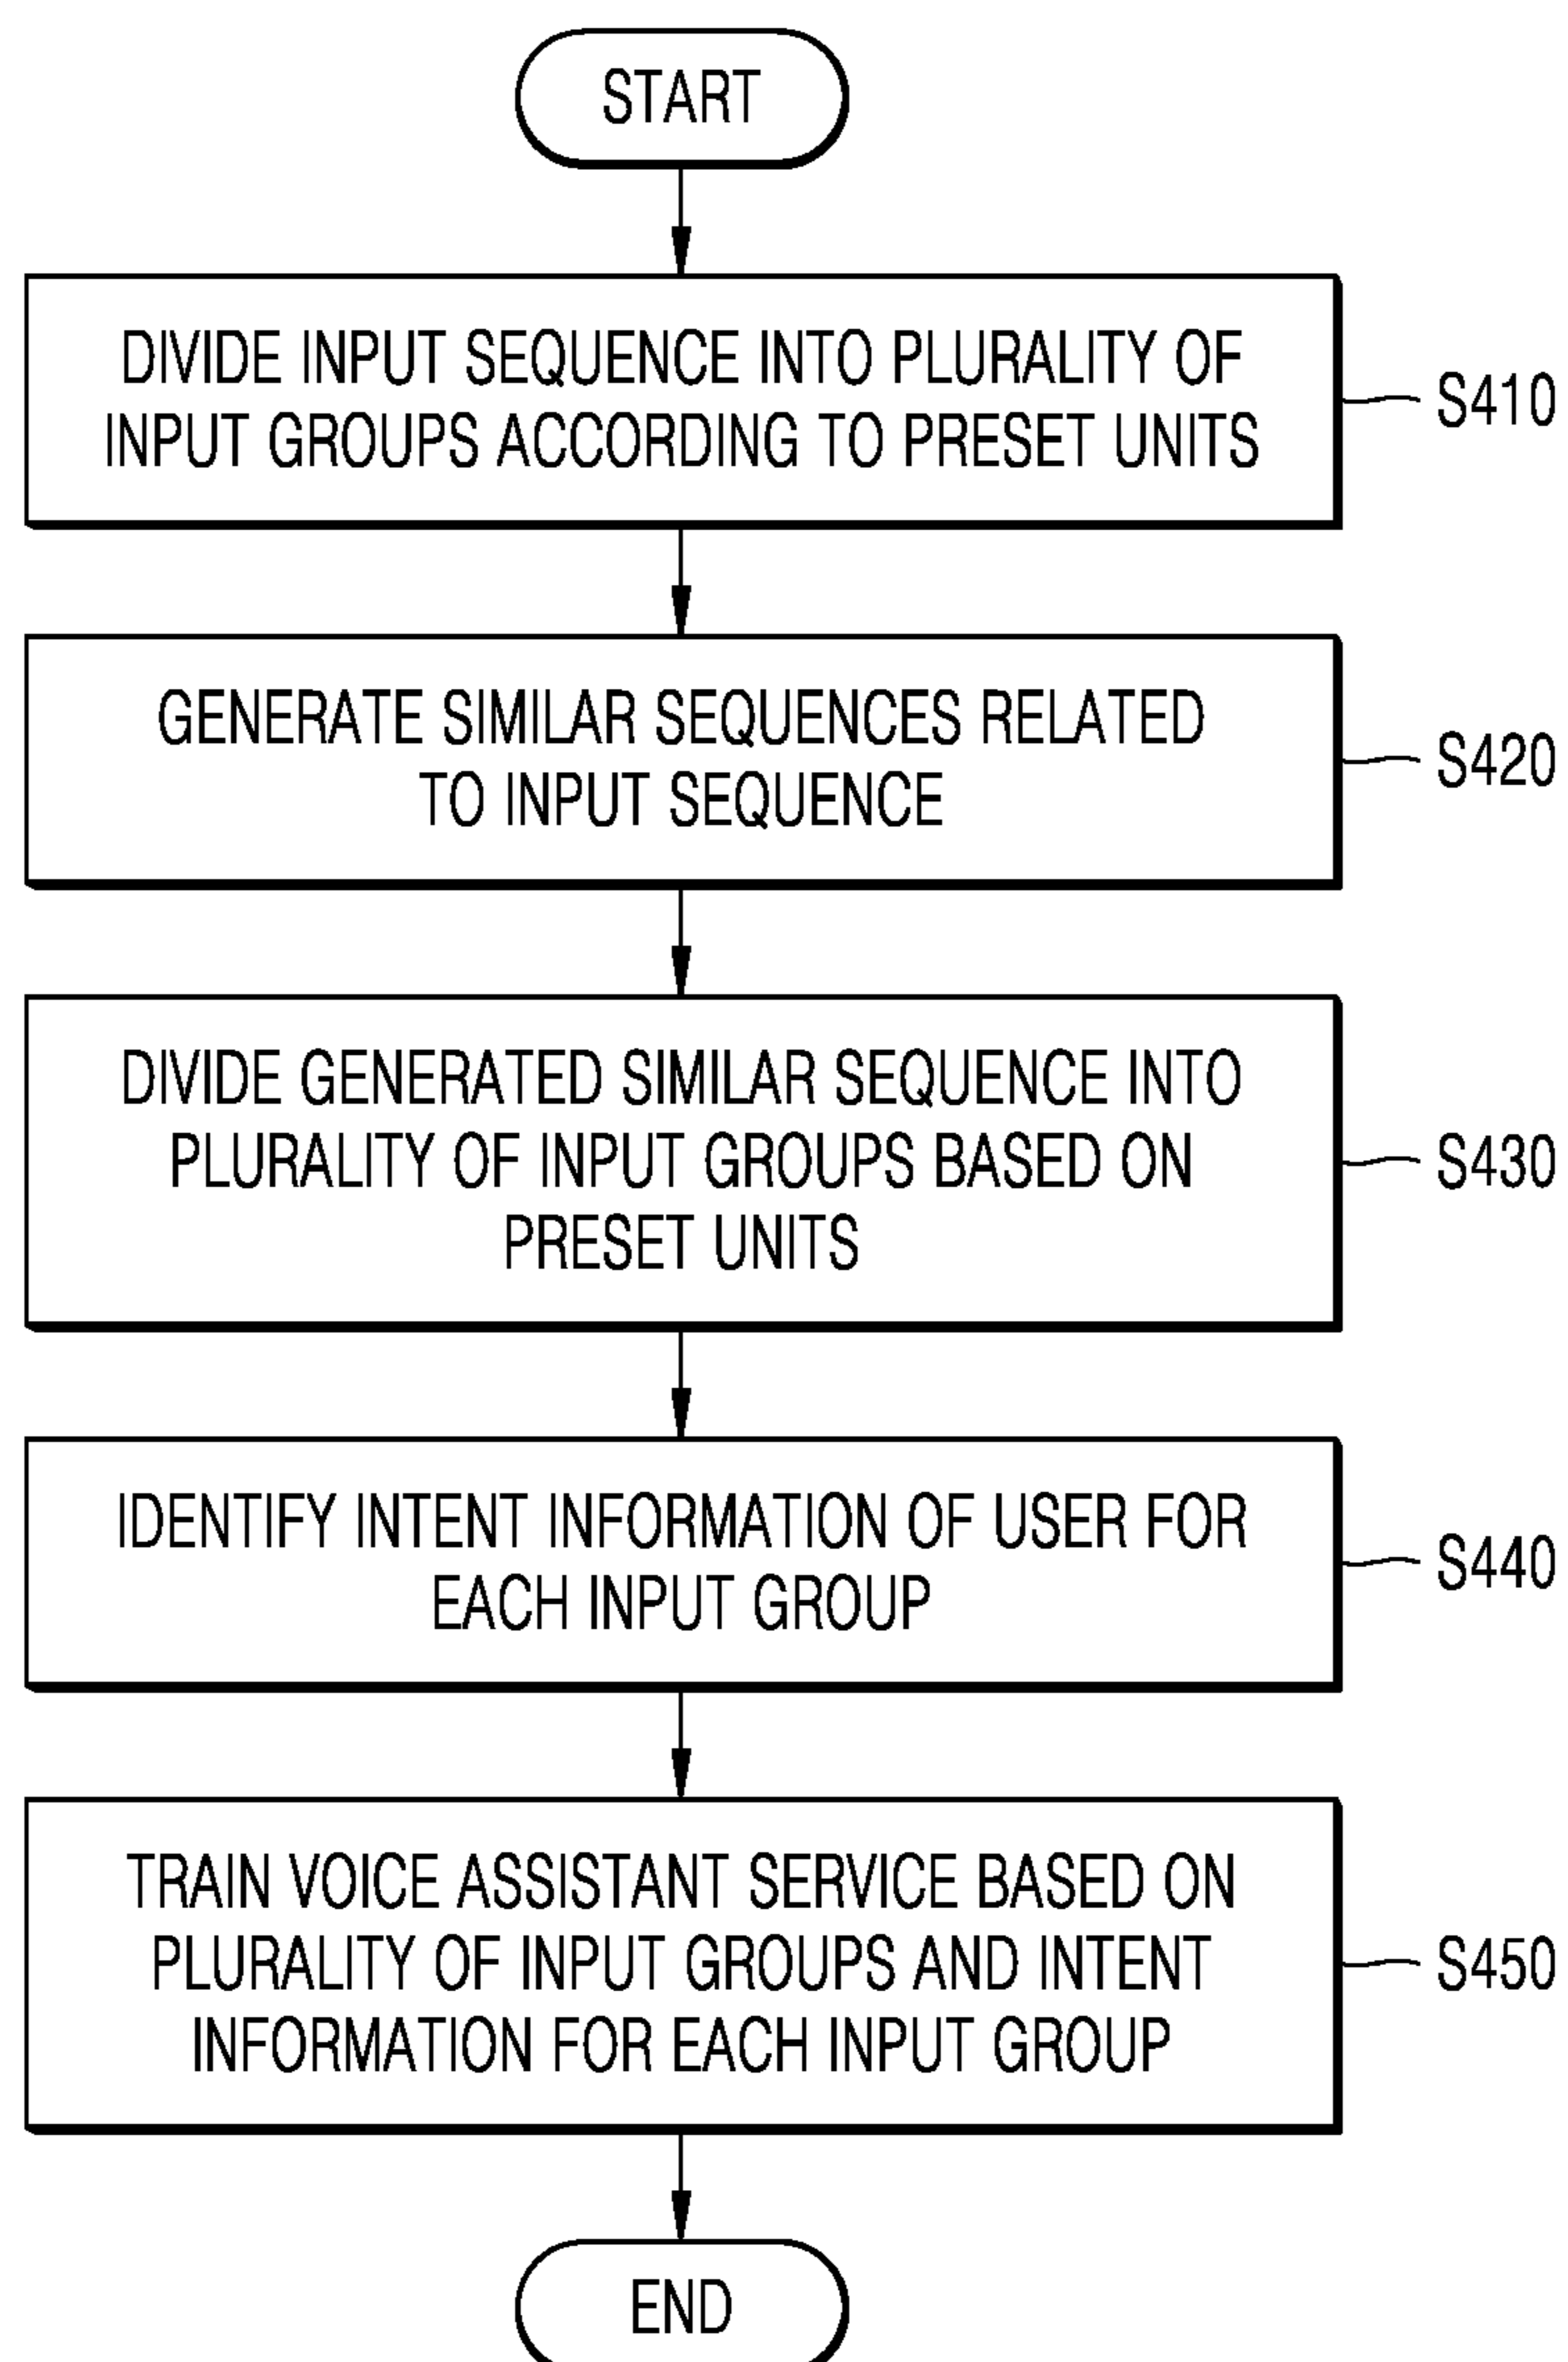 START
DIVIDE INPUT SEQUENCE INTO PLURALITY OF
INPUT GROUPS ACCORDING TO PRESET UNITS
S410
GENERATE SIMILAR SEQUENCES RELATED
TO INPUT SEQUENCE
S420
DIVIDE GENERATED SIMILAR SEQUENCE INTO
PLURALITY OF INPUT GROUPS BASED ON
PRESET UNITS
S430
IDENTIFY INTENT INFORMATION OF USER FOR
EACH INPUT GROUP
S440
TRAIN VOICE ASSISTANT SERVICE BASED ON
PLURALITY OF INPUT GROUPS AND INTENT
INFORMATION FOR EACH INPUT GROUP
S450
END